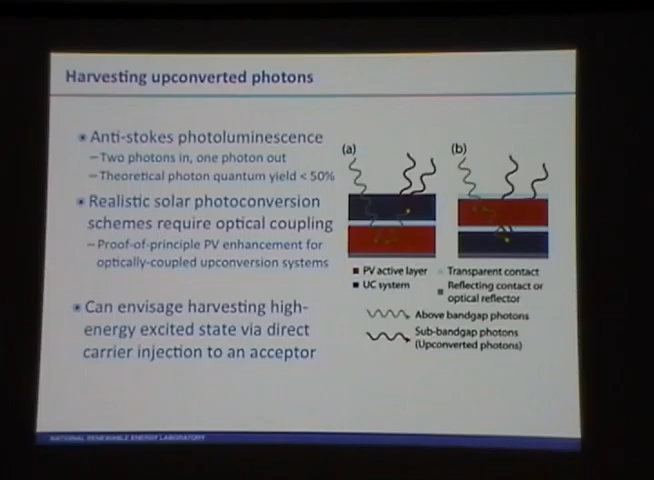 Harvesting upconverted photons
Anti-stokes photoluminescence
–Two photons in, one photon out
–Theoretical photon quantum yield < 50%
Realistic solar photoconversion
schemes require optical coupling
–Proof-of-principle PV enhancement for
optically-coupled upconversion systems
Can envisage harvesting high-
energy excited state via direct
carrier injection to an acceptor
(a)
(b)
PV active layer
UC system
Transparent contact
Reflecting contact or
optical reflector
Above bandgap photons
Sub-bandgap photons
(Upconverted photons)
NATIONAL RENEWABLE ENERGY LABORATORY